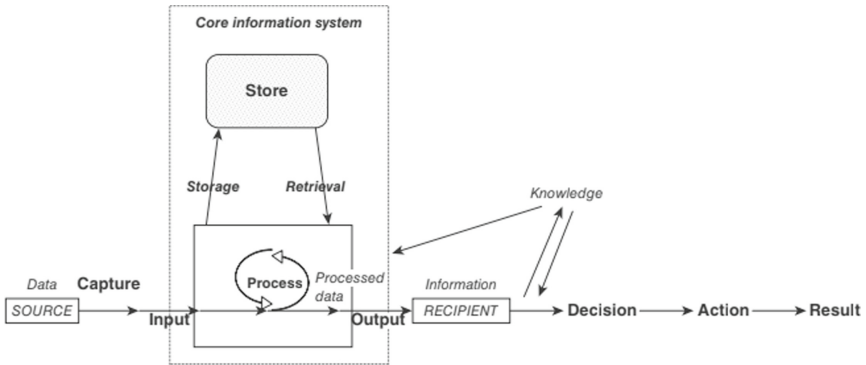 Core information system
Store
Storage
Retrieval
Knowledge
Data
Capture
Process
Processed
data
Information
SOURCE
Input
Output
RECIPIENT
Decision
Action
Result